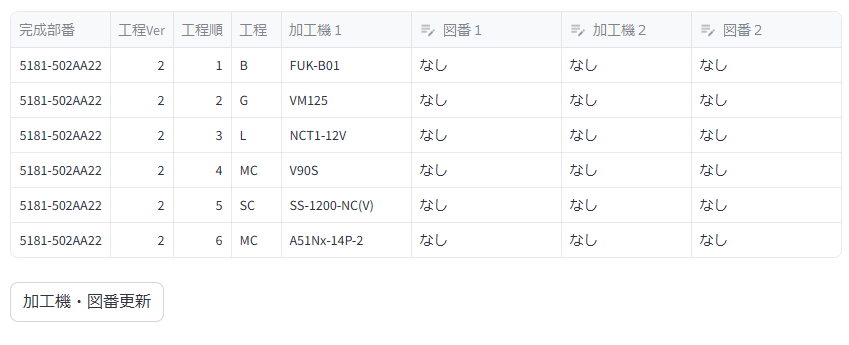 完成部番 工程Ver 工程順 工程 加工機１ 図番１ 加工機２ 図番２
5181-502AA22 2 1 B FUK-B01 なし なし なし
5181-502AA22 2 2 G VM125 なし なし なし
5181-502AA22 2 3 L NCT1-12V なし なし なし
5181-502AA22 2 4 MC V90S なし なし なし
5181-502AA22 2 5 SC SS-1200-NC(V) なし なし なし
5181-502AA22 2 6 MC A51Nx-14P-2 なし なし なし
加工機・図番更新